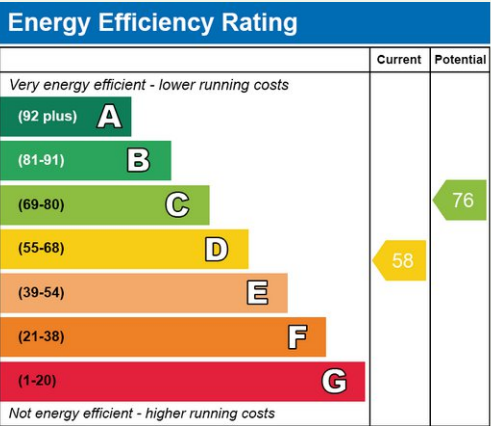 Energy Efficiency Rating
Current Potential
Very energy efficient - lower running costs
(92 plus) A
(81-91) B
(69-80) C
76
(55-68) D
58
(39-54) E
(21-38) F
(1-20) G
Not energy efficient - higher running costs